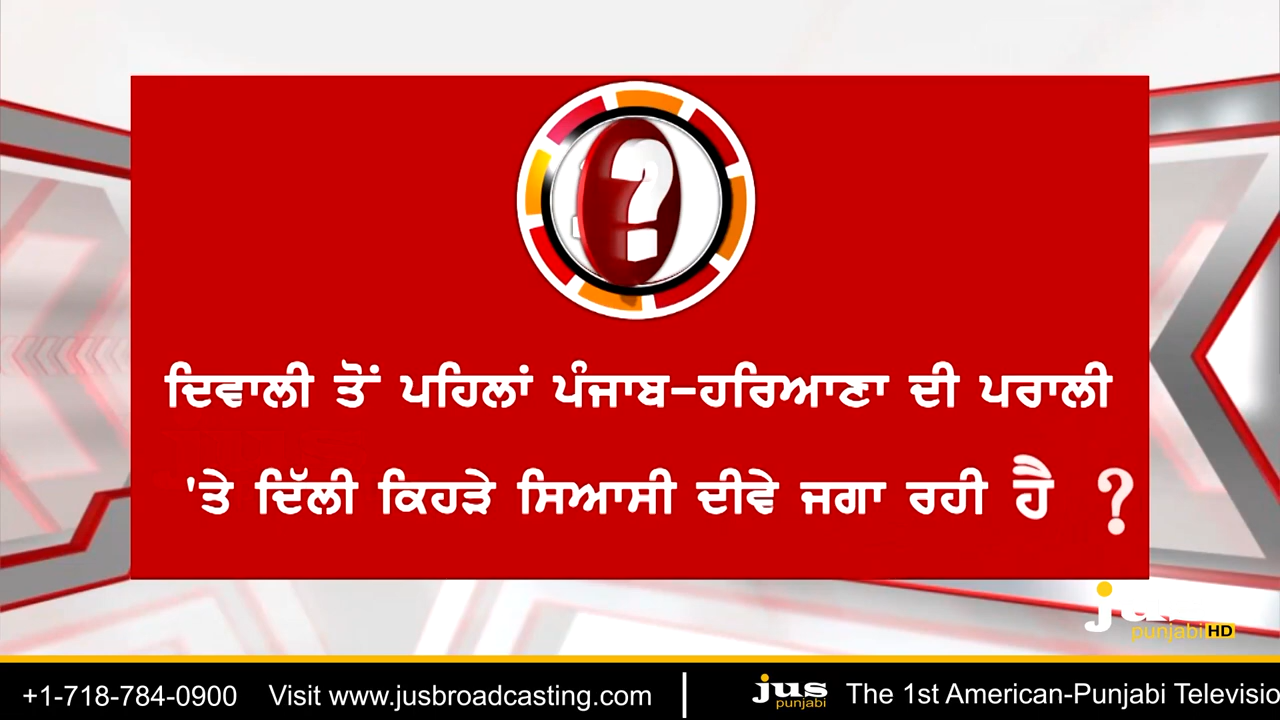 ?
ਦਿਵਾਲੀ ਤੋਂ ਪਹਿਲਾਂ ਪੰਜਾਬ-ਹਰਿਆਣਾ ਦੀ ਪਰਾਲੀ
'ਤੇ ਦਿੱਲੀ ਕਿਹੜੇ ਸਿਆਸੀ ਦੀਵੇ ਜਗਾ ਰਹੀ ਹੈ ?
jus
punjabi HD
+1-718-784-0900 Visit www.jusbroadcasting.com | jus punjabi The 1st American-Punjabi Televisio